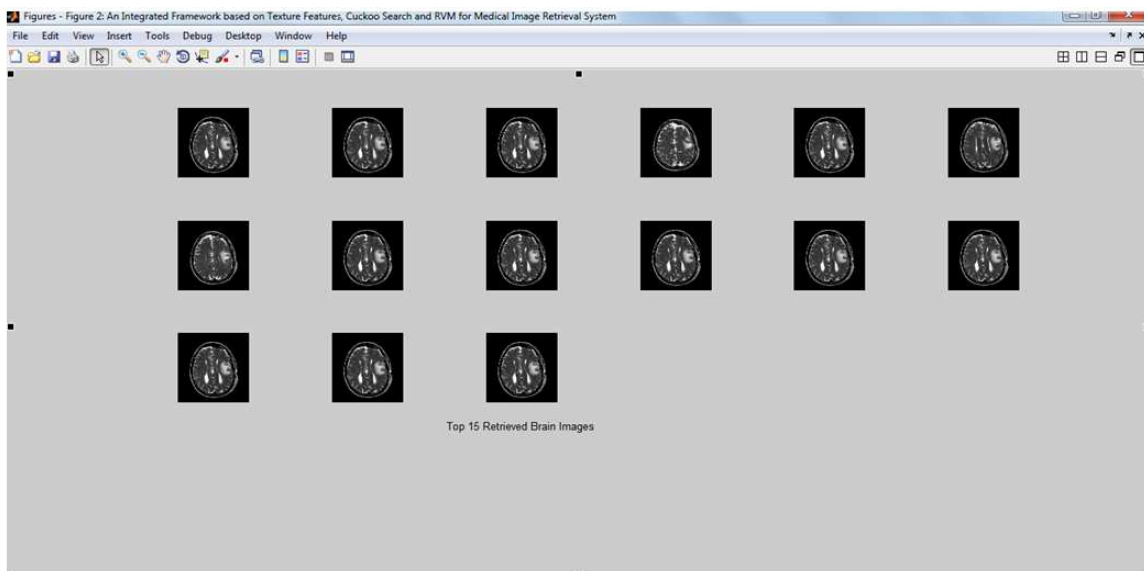 Figures - Figure 2: An Integrated Framework based on Texture Features, Cuckoo Search and RVM for Medical Image Retrieval System
File Edit View Insert Tools Debug Desktop Window Help
Top 15 Retrieved Brain Images